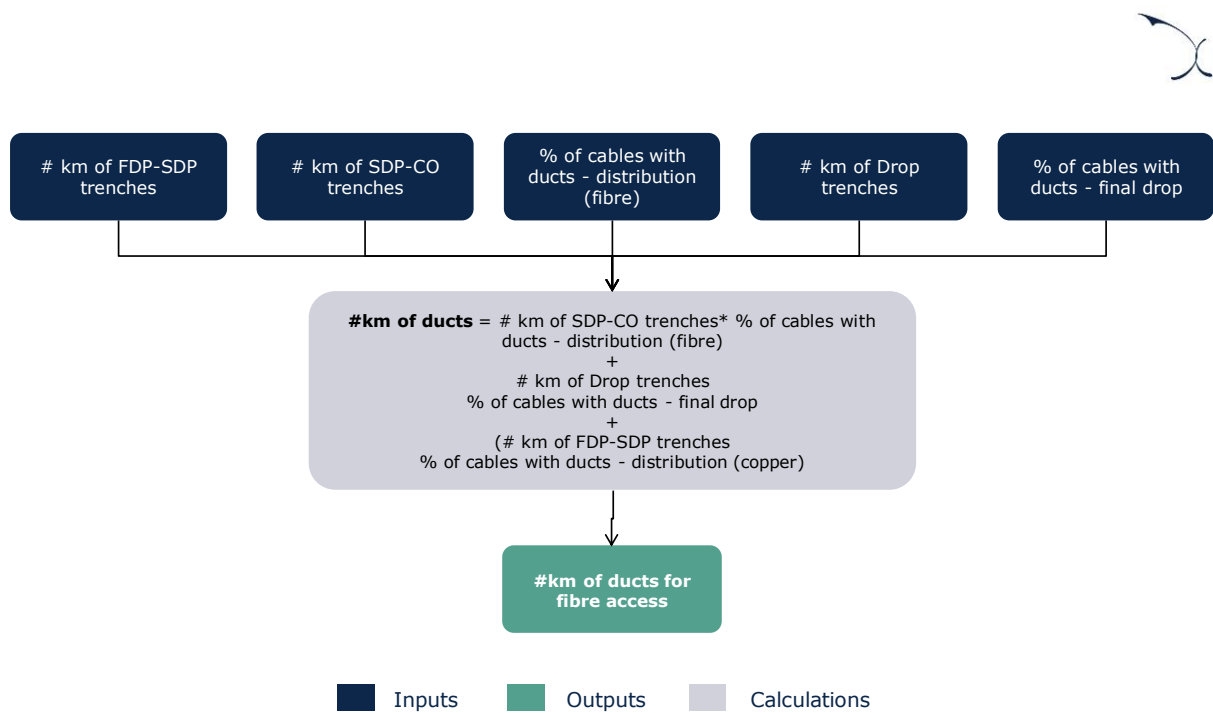 # km of FDP-SDP
trenches
# km of SDP-CO
trenches
% of cables with
ducts - distribution
(fibre)
# km of Drop
trenches
% of cables with
ducts - final drop
#km of ducts = # km of SDP-CO trenches* % of cables with
ducts - distribution (fibre)
+
# km of Drop trenches
% of cables with ducts - final drop
+
(# km of FDP-SDP trenches
% of cables with ducts - distribution (copper)
#km of ducts for
fibre access
Inputs
Outputs
Calculations